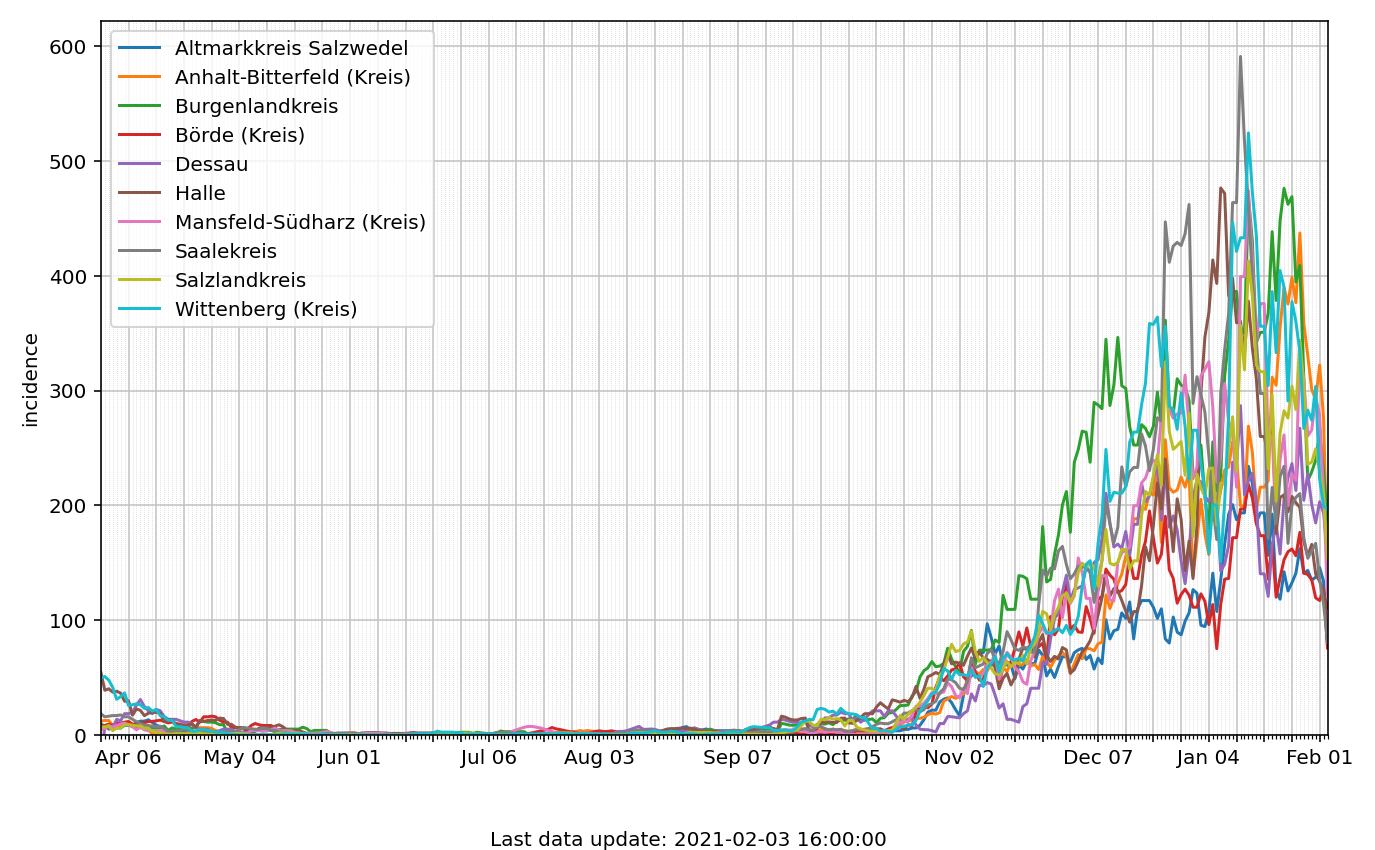 600
500
400
300
200
100
0
incidence
Altmarkkreis Salzwedel
Anhalt-Bitterfeld (Kreis)
Burgenlandkreis
Börde (Kreis)
Dessau
Halle
Mansfeld-Südharz (Kreis)
Saalekreis
Salzlandkreis
Wittenberg (Kreis)
Apr 06 May 04 Jun 01 Jul 06 Aug 03 Sep 07 Oct 05 Nov 02 Dec 07 Jan 04 Feb 01
Last data update: 2021-02-03 16:00:00